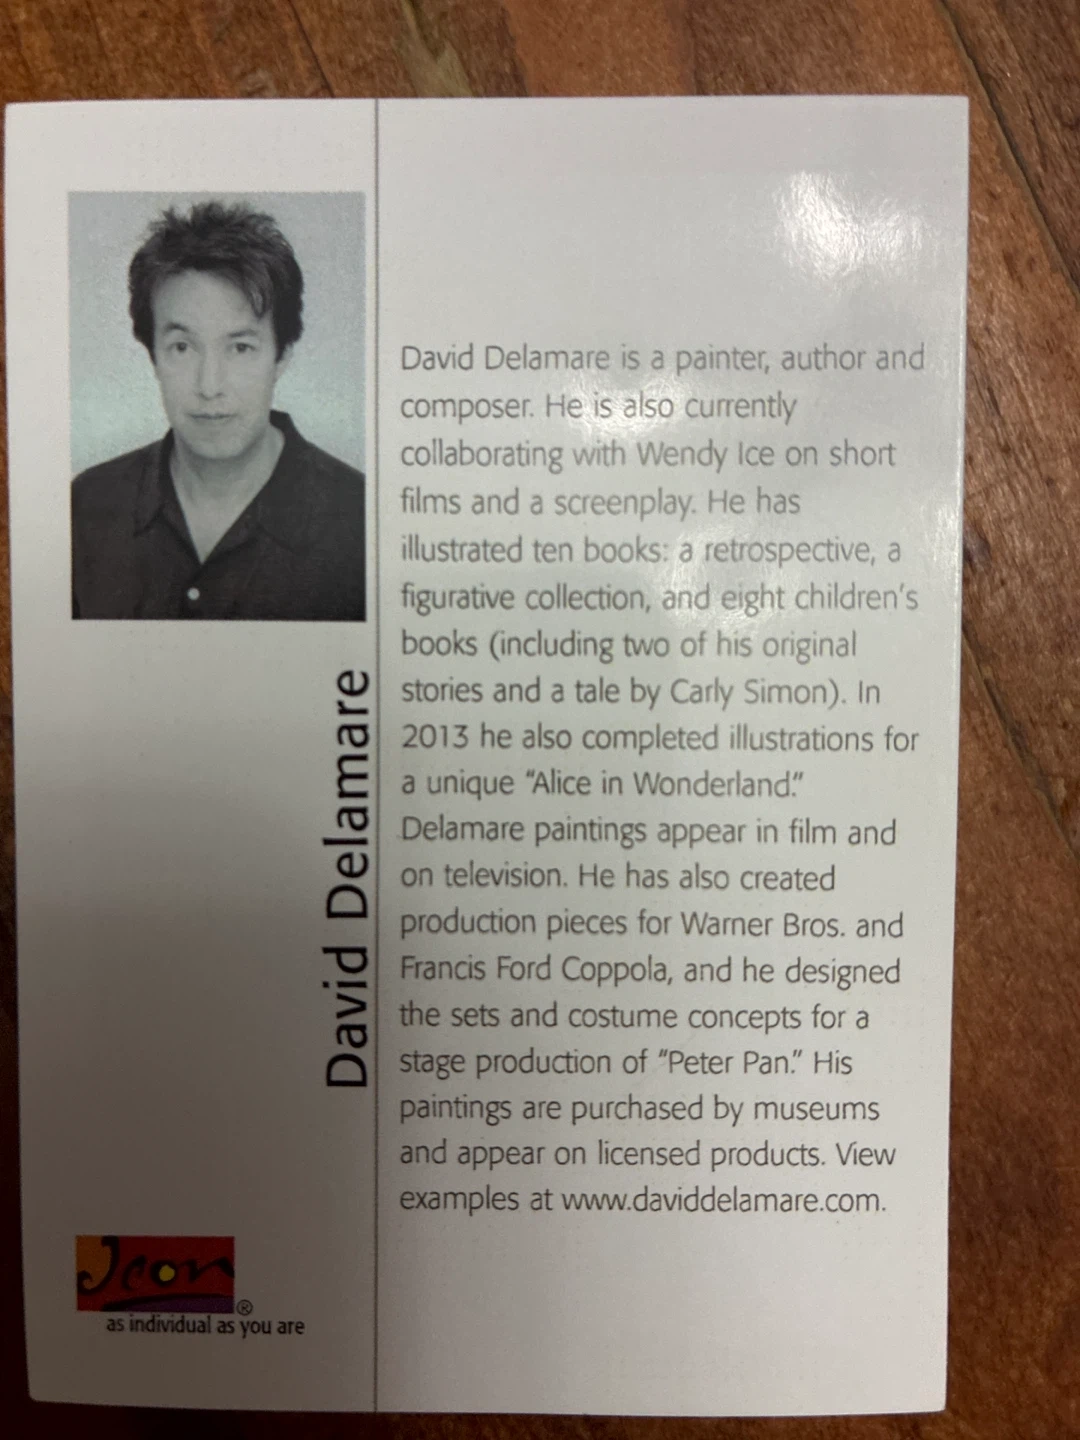 David Delamare
David Delamare is a painter, author and
composer. He is also currently
collaborating with Wendy Ice on short
films and a screenplay. He has
illustrated ten books: a retrospective, a
figurative collection, and eight children's
books (including two of his original
stories and a tale by Carly Simon). In
2013 he also completed illustrations for
a unique "Alice in Wonderland."
Delamare paintings appear in film and
on television. He has also created
production pieces for Warner Bros. and
Francis Ford Coppola, and he designed
the sets and costume concepts for a
stage production of "Peter Pan." His
paintings are purchased by museums
and appear on licensed products. View
examples at www.daviddelamare.com.
Icon®
as individual as you are